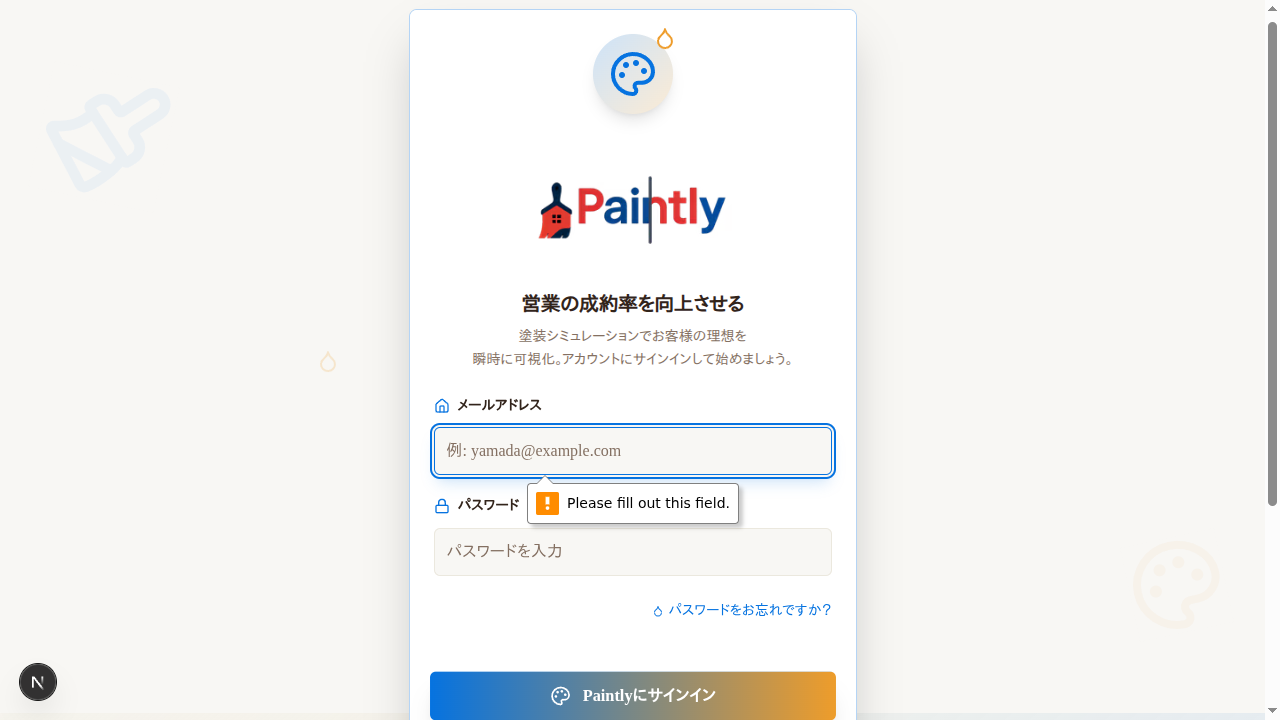 Paintly
営業の成約率を向上させる
塗装シミュレーションでお客様の理想を
瞬時に可視化。アカウントにサインインして始めましょう。
メールアドレス
例: yamada@example.com
パスワード
Please fill out this field.
パスワードを入力
パスワードをお忘れですか?
Paintlyにサインイン
N